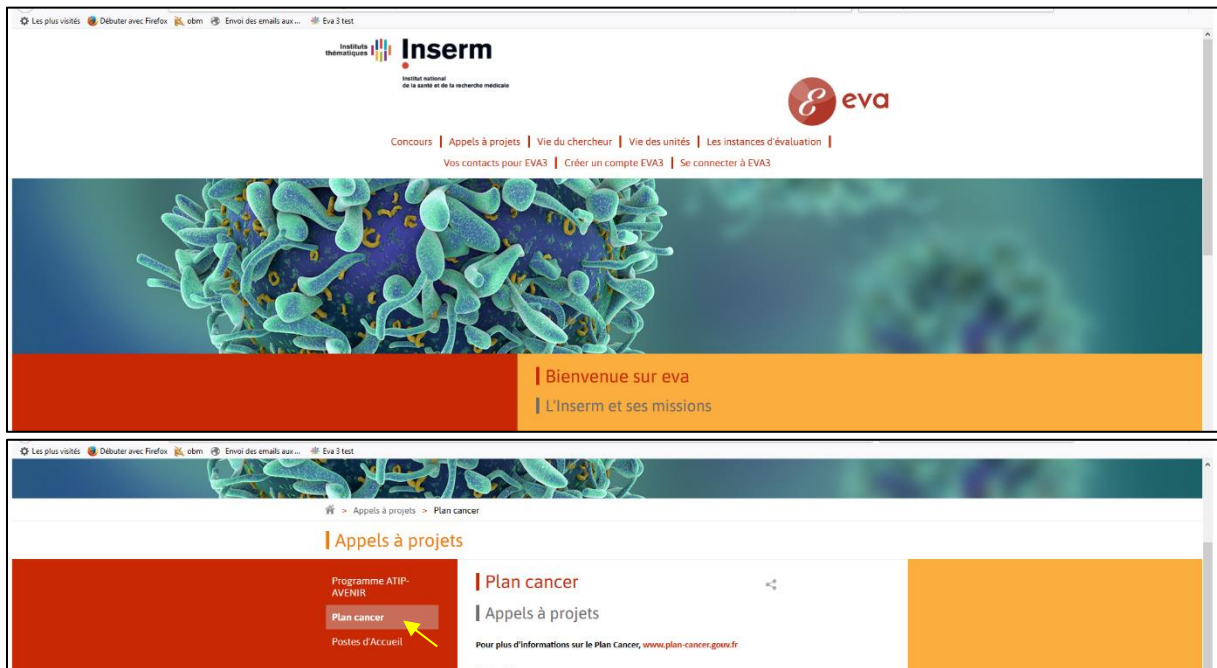 Les plus visités Débuter avec Firefox obm Envoi des emails aux ... Eva 3 test
Instituts
thématiques
Inserm
Institut national
de la santé et de la recherche médicale
eva
Concours | Appels à projets | Vie du chercheur | Vie des unités | Les instances d'évaluation |
Vos contacts pour EVA3 | Créer un compte EVA3 | Se connecter à EVA3
Bienvenue sur eva
L'Inserm et ses missions
Les plus visités Débuter avec Firefox obm Envoi des emails aux ... Eva 3 test
> Appels à projets > Plan cancer
Appels à projets
Programme ATIP-
AVENIR
Plan cancer
Postes d'Accueil
Plan cancer
Appels à projets
Pour plus d'informations sur le Plan Cancer, www.plan-cancer.gouv.fr